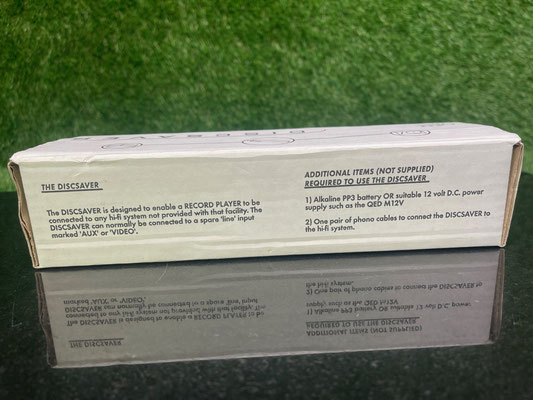 DISCSAVER
THE DISCSAVER
The DISCSAVER is designed to enable a RECORD PLAYER to be
connected to any hi-fi system not provided with that facility. The
DISCSAVER can normally be connected to a spare 'line' input
marked 'AUX' or 'VIDEO'.
ADDITIONAL ITEMS (NOT SUPPLIED)
REQUIRED TO USE THE DISCSAVER
1) Alkaline PP3 battery OR suitable 12 volt D.C. power
supply such as the QED M12V
2) One pair of phono cables to connect the DISCSAVER to
the hi-fi system.